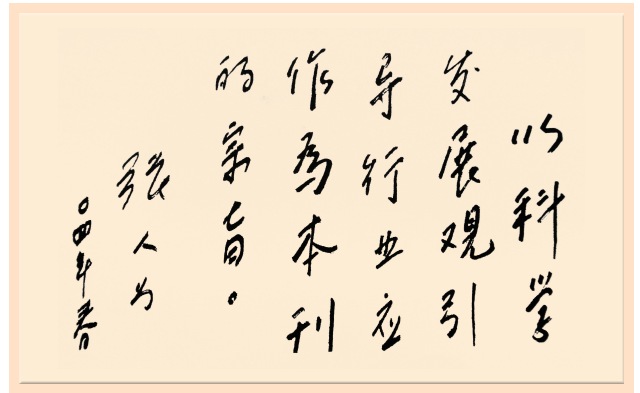 以科学
发展观引
导行业应
作为本刊
的宗旨。
张人为
〇四年春